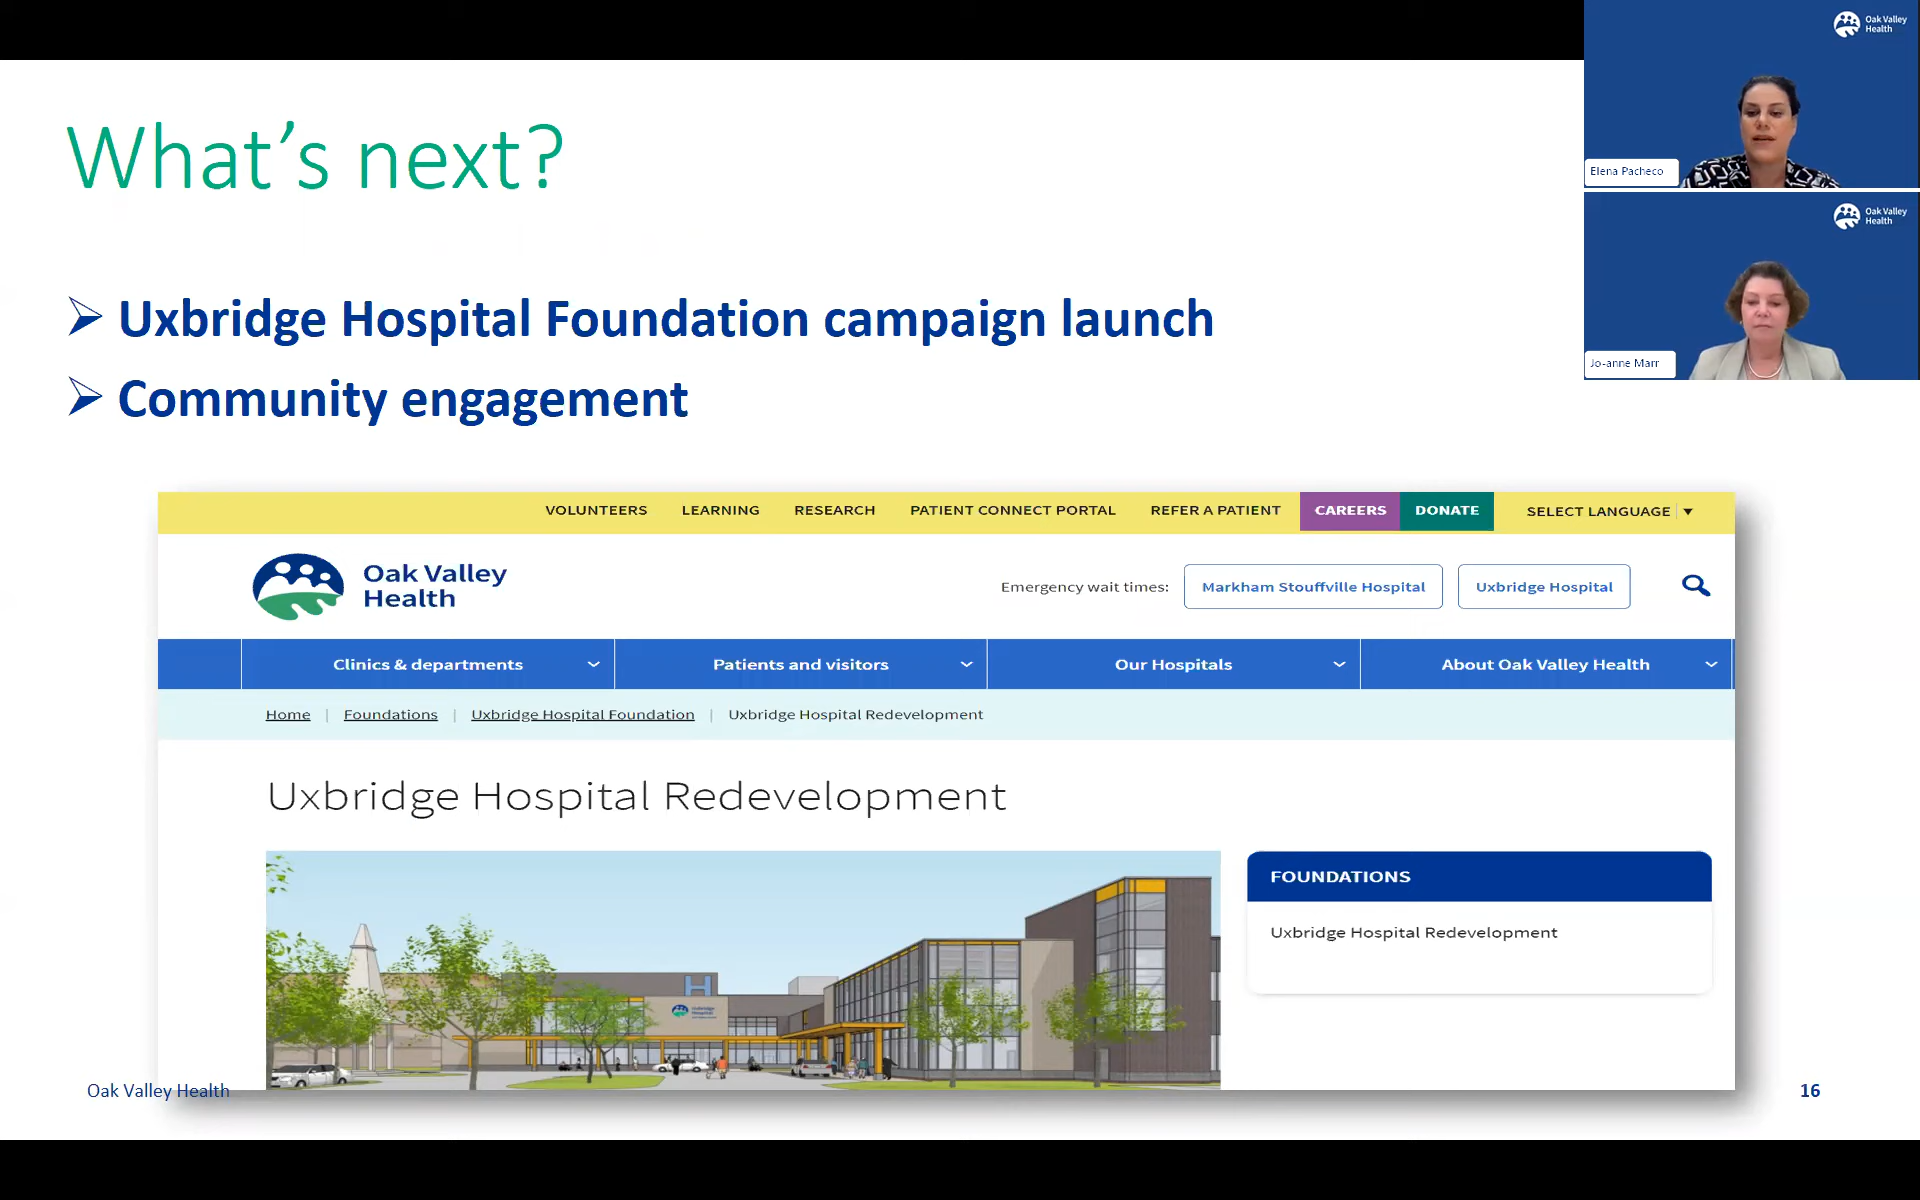 Oak Valley
Health
Elena Pacheco
Oak Valley
Health
Jo-anne Marr
What's next?
➢ Uxbridge Hospital Foundation campaign launch
➢ Community engagement
VOLUNTEERS LEARNING RESEARCH PATIENT CONNECT PORTAL REFER A PATIENT CAREERS DONATE SELECT LANGUAGE ▼
Oak Valley
Health
Emergency wait times: Markham Stouffville Hospital Uxbridge Hospital
Clinics & departments Patients and visitors Our Hospitals About Oak Valley Health
Home | Foundations | Uxbridge Hospital Foundation | Uxbridge Hospital Redevelopment
Uxbridge Hospital Redevelopment
FOUNDATIONS
Uxbridge Hospital Redevelopment
H
Uxbridge
Hospital
Oak Valley Health
16